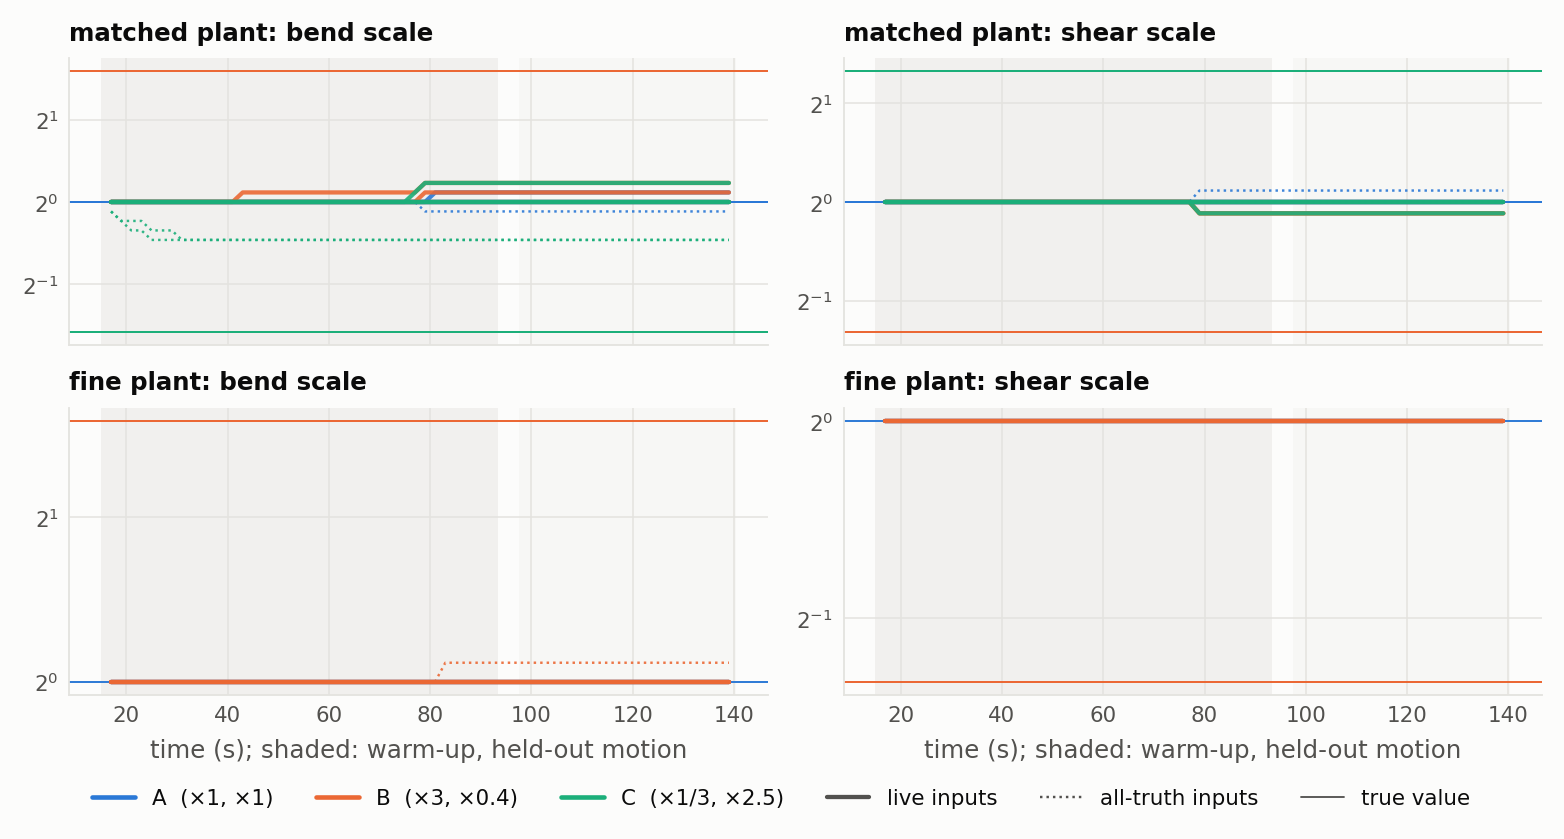 matched plant: bend scale
matched plant: shear scale
2¹
2⁰
2⁻¹
2¹
2⁰
2⁻¹
fine plant: bend scale
fine plant: shear scale
2¹
2⁰
2⁰
2⁻¹
20 40 60 80 100 120 140
20 40 60 80 100 120 140
time (s); shaded: warm-up, held-out motion
time (s); shaded: warm-up, held-out motion
A (×1, ×1) B (×3, ×0.4) C (×1/3, ×2.5) live inputs all-truth inputs true value